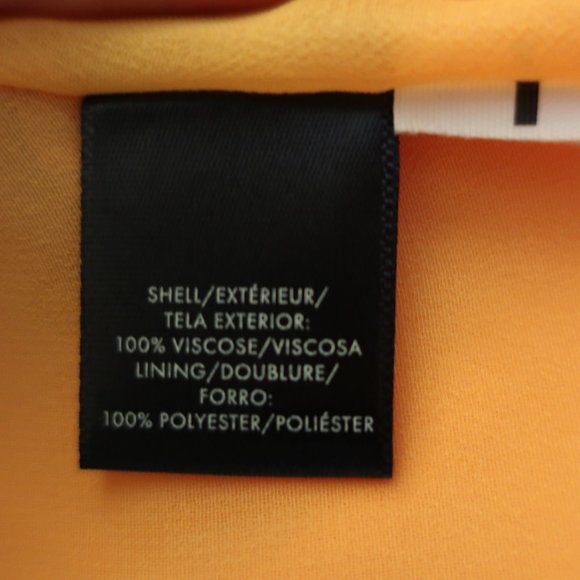 SHELL/EXTÉRIEUR/
TELA EXTERIOR:
100% VISCOSE/VISCOSA
LINING/DOUBLURE/
FORRO:
100% POLYESTER/POLIÉSTER